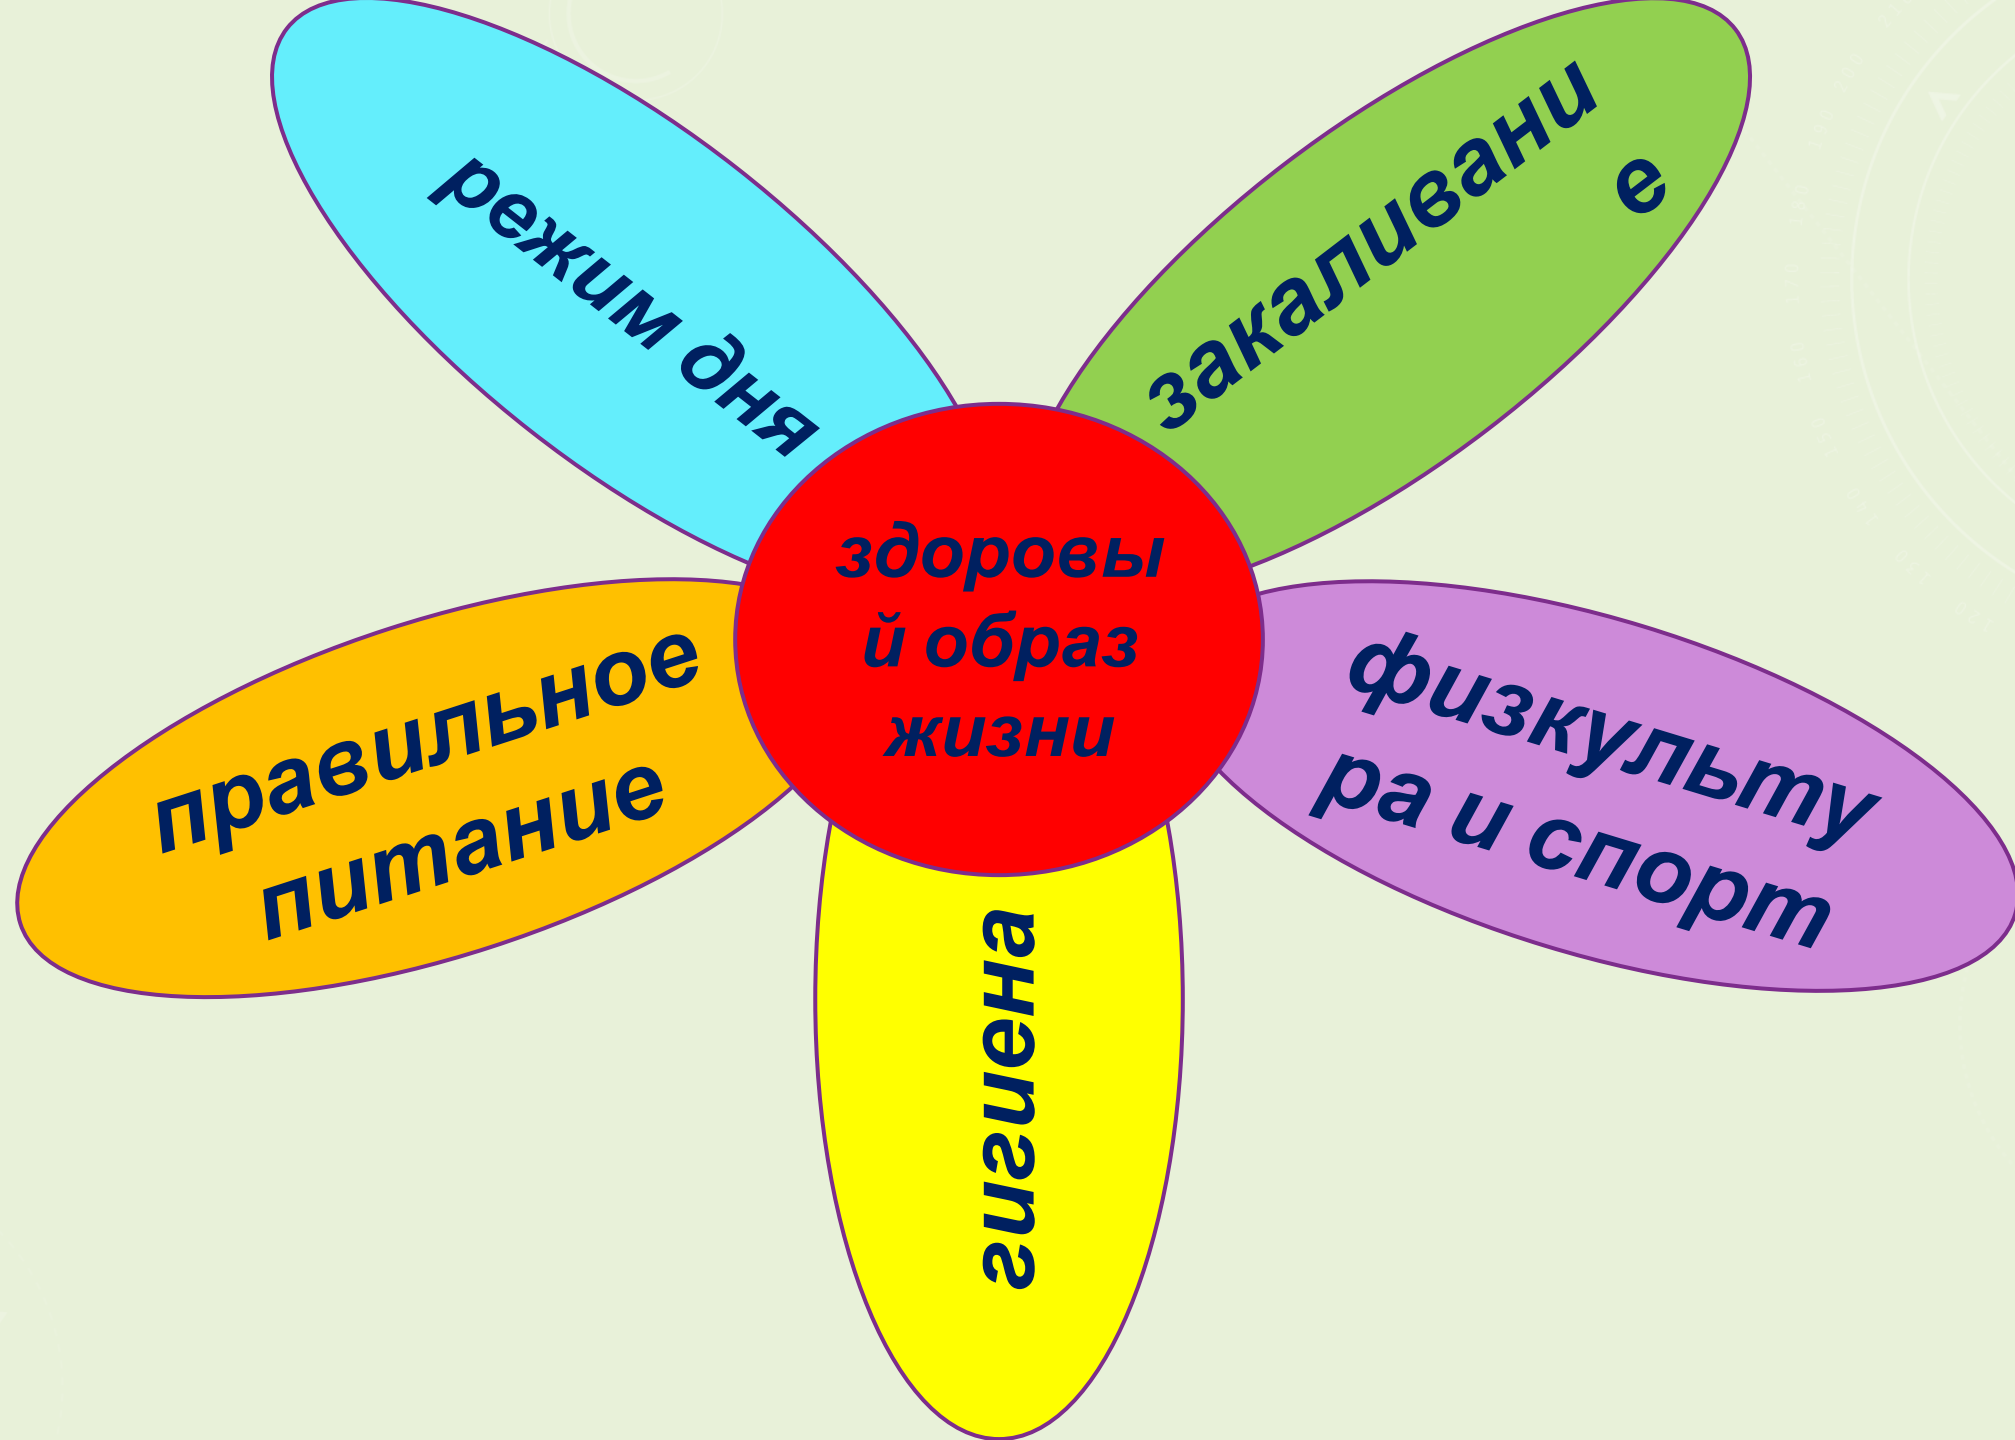 режим дня
закаливани
е
здоровы
й образ
жизни
правильное
питание
физкульту
ра и спорт
гигиена